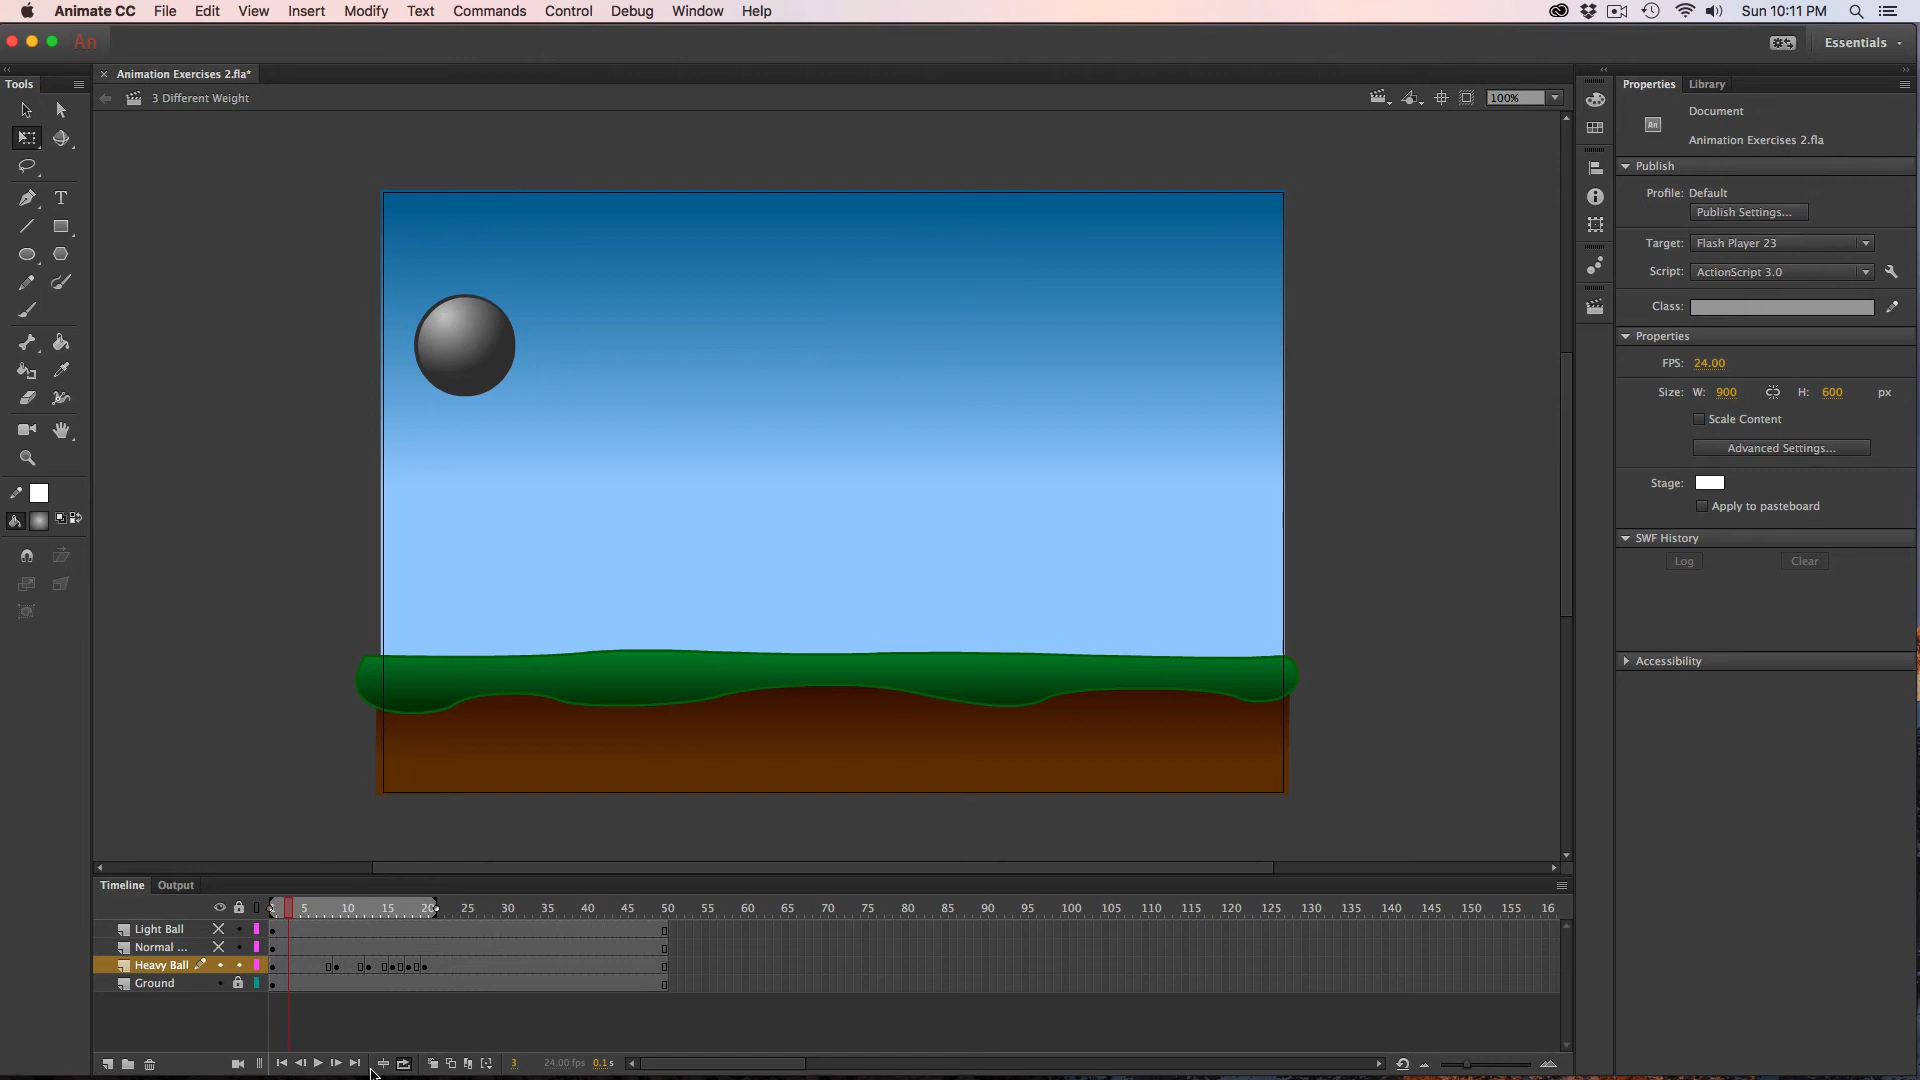 Animate CC File Edit View Insert Modify Text Commands Control Debug Window Help Sun 10:11 PM
An Essentials
Tools Animation Exercises 2.fla* Properties Library
3 Different Weight 100%
Document
An Animation Exercises 2.fla
Publish
Profile: Default
Publish Settings...
Target: Flash Player 23
Script: ActionScript 3.0
Class:
Properties
FPS: 24.00
Size: W: 900 H: 600 px
Scale Content
Advanced Settings...
Stage:
Apply to pasteboard
SWF History
Log Clear
Accessibility
T
Timeline Output
5 10 15 20 25 30 35 40 45 50 55 60 65 70 75 80 85 90 95 100 105 110 115 120 125 130 135 140 145 150 155 16
Light Ball
Normal ...
Heavy Ball
Ground
3 24.00 fps 0.1 s